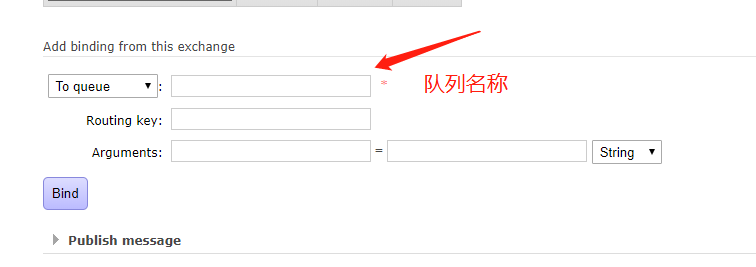 Add binding from this exchange
To queue : * 队列名称
Routing key:
Arguments: = String
Bind
Publish message